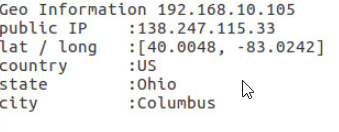 Geo Information 192.168.10.105
public IP :138.247.115.33
lat / long :[40.0048, -83.0242]
country :US
state :Ohio
city :Columbus